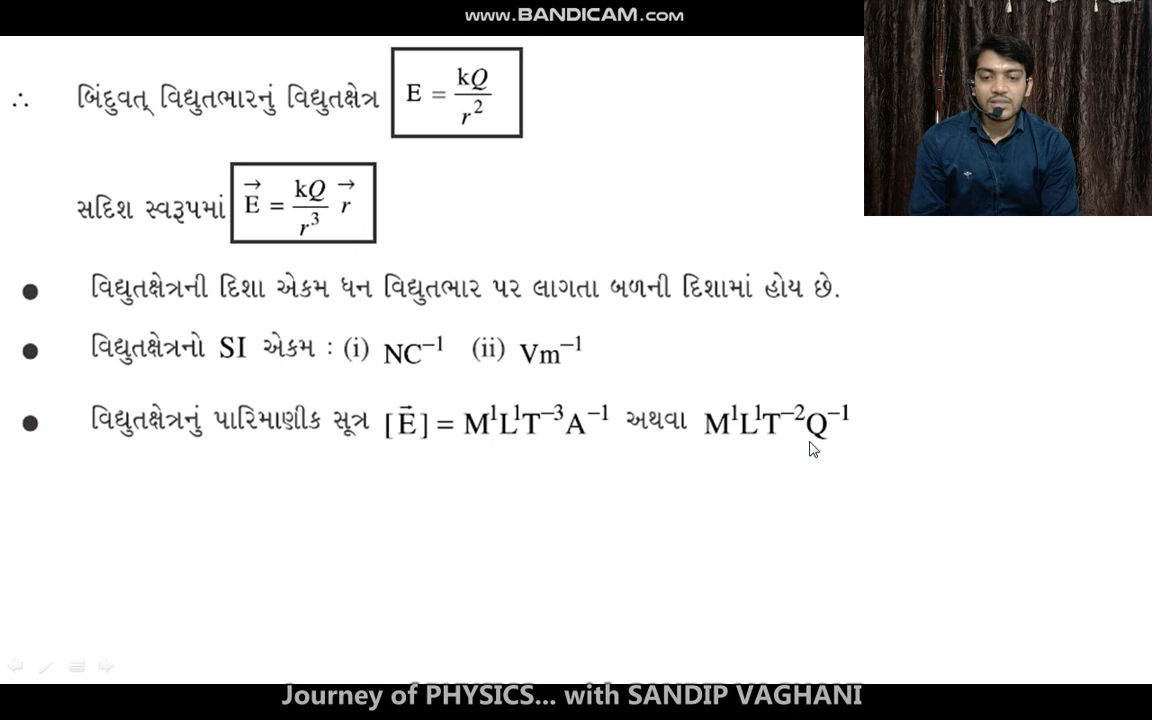 www.BANDICAM.com
∴ બિંદુવત્ વિદ્યુતભારનું વિદ્યુતક્ષેત્ર E = kQ/r²
સદિશ સ્વરૂપમાં E⃗ = kQ/r³ r⃗
● વિદ્યુતક્ષેત્રની દિશા એકમ ધન વિદ્યુતભાર પર લાગતા બળની દિશામાં હોય છે.
● વિદ્યુતક્ષેત્રનો SI એકમ : (i) NC⁻¹ (ii) Vm⁻¹
● વિદ્યુતક્ષેત્રનું પારિમાણીક સૂત્ર [E⃗] = M¹L¹T⁻³A⁻¹ અથવા M¹L¹T⁻²Q⁻¹
Journey of PHYSICS... with SANDIP VAGHANI